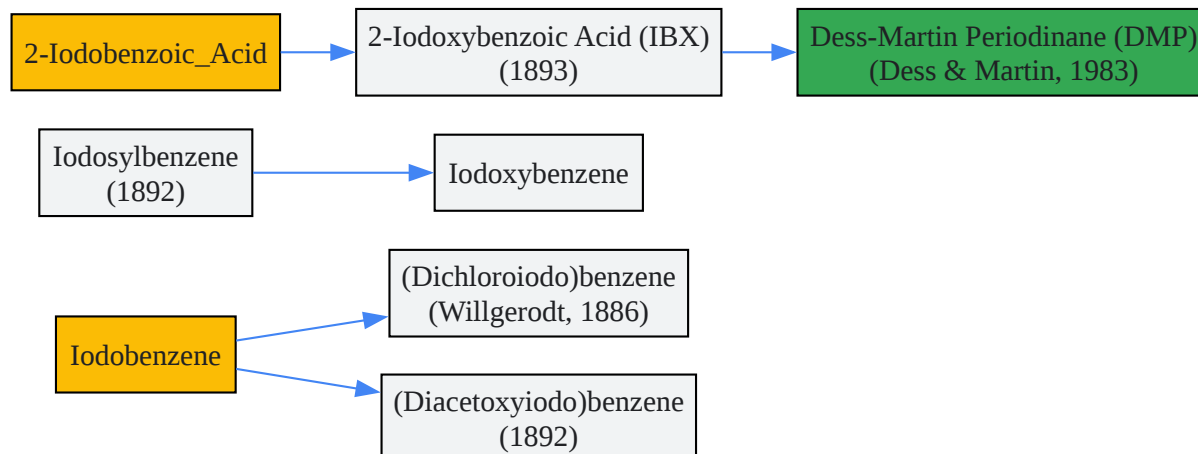 2-Iodobenzoic_Acid
2-Iodoxybenzoic Acid (IBX)
(1893)
Dess-Martin Periodinane (DMP)
(Dess & Martin, 1983)
Iodosylbenzene
(1892)
Iodoxybenzene
Iodobenzene
(Dichloroiodo)benzene
(Willgerodt, 1886)
(Diacetoxyiodo)benzene
(1892)